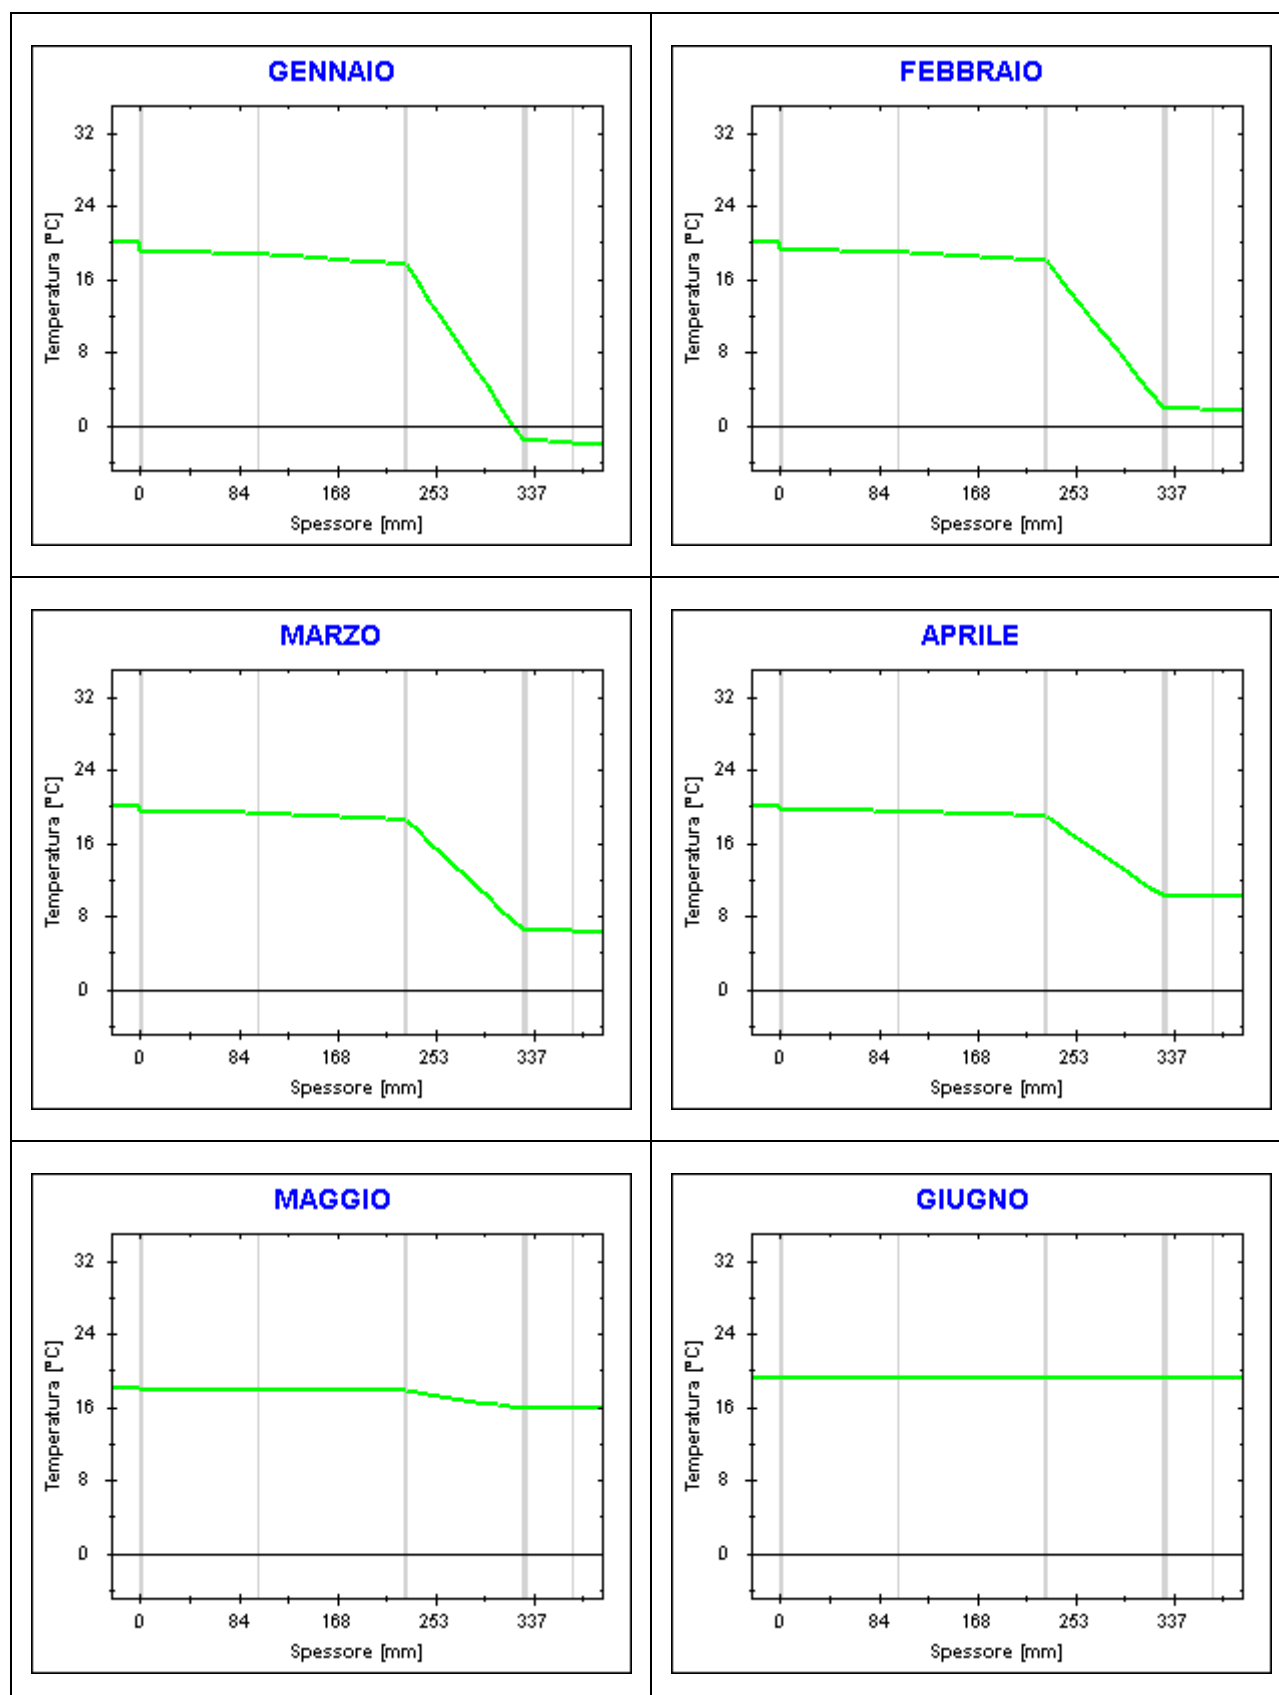 GENNAIO
32
24
16
8
0
Temperatura [°C]
0 84 168 253 337
Spessore [mm]
FEBBRAIO
32
24
16
8
0
Temperatura [°C]
0 84 168 253 337
Spessore [mm]
MARZO
32
24
16
8
0
Temperatura [°C]
0 84 168 253 337
Spessore [mm]
APRILE
32
24
16
8
0
Temperatura [°C]
0 84 168 253 337
Spessore [mm]
MAGGIO
32
24
16
8
0
Temperatura [°C]
0 84 168 253 337
Spessore [mm]
GIUGNO
32
24
16
8
0
Temperatura [°C]
0 84 168 253 337
Spessore [mm]